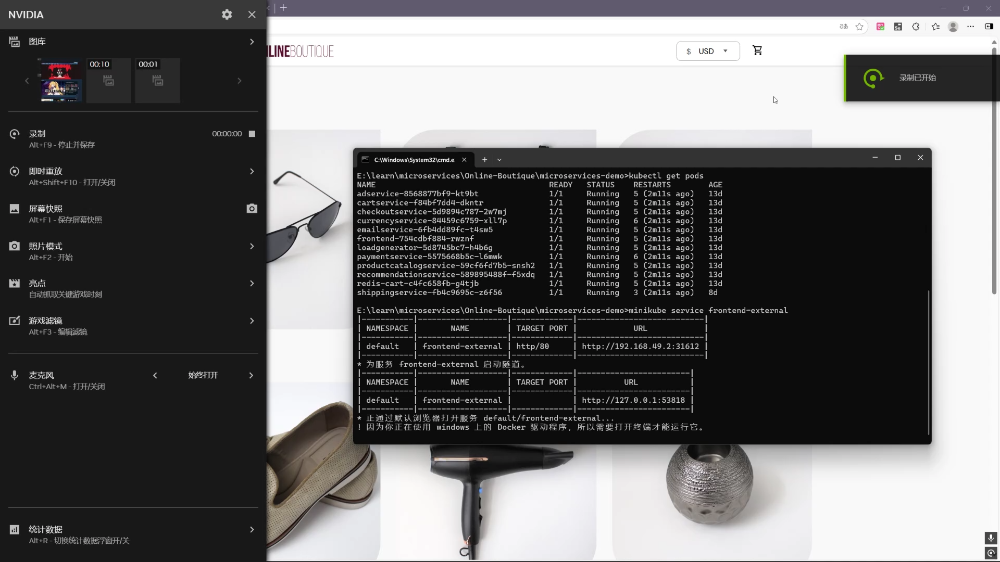 NVIDIA
图库
00:10
00:01
录制
00:00:00
Alt+F9 - 停止并保存
即时重放
Alt+Shift+F10 - 打开/关闭
屏幕快照
Alt+F1 - 保存屏幕快照
照片模式
Alt+F2 - 开始
亮点
自动抓取关键游戏时刻
游戏滤镜
Alt+F3 - 编辑滤镜
麦克风
始终打开
Ctrl+Alt+M - 打开/关闭
统计数据
Alt+R - 切换统计数据浮窗开/关
NLINEBOUTIQUE
$ USD
录制已开始
C:\Windows\System32\cmd.e
E:\learn\microservices\Online-Boutique\microservices-demo>kubectl get pods
NAME READY STATUS RESTARTS AGE
adservice-8568877bf9-kt9bt 1/1 Running 5 (2m11s ago) 13d
cartservice-f84bf7dd4-dkntr 1/1 Running 5 (2m11s ago) 13d
checkoutservice-5d9894c787-2w7mj 1/1 Running 5 (2m11s ago) 13d
currencyservice-84459c6759-xll7p 1/1 Running 6 (2m11s ago) 13d
emailservice-6fb4dd89fc-t4sw5 1/1 Running 5 (2m11s ago) 13d
frontend-754cdbf884-rwznf 1/1 Running 5 (2m11s ago) 13d
loadgenerator-5d8745bc7-h4b6g 1/1 Running 5 (2m11s ago) 13d
paymentservice-5575668b5c-l6mwk 1/1 Running 6 (2m11s ago) 13d
productcatalogservice-59cf6fd7b5-snsh2 1/1 Running 5 (2m11s ago) 13d
recommendationservice-589895488f-f5xdq 1/1 Running 5 (2m11s ago) 13d
redis-cart-c4fc658fb-g4tjb 1/1 Running 5 (2m11s ago) 13d
shippingservice-fb4c9695c-z6f56 1/1 Running 3 (2m11s ago) 8d
E:\learn\microservices\Online-Boutique\microservices-demo>minikube service frontend-external
|-----------|-------------------|-------------|---------------------------|
| NAMESPACE | NAME | TARGET PORT | URL |
|-----------|-------------------|-------------|---------------------------|
| default | frontend-external | http/80 | http://192.168.49.2:31612 |
|-----------|-------------------|-------------|---------------------------|
* 为服务 frontend-external 启动隧道。
|-----------|-------------------|-------------|------------------------|
| NAMESPACE | NAME | TARGET PORT | URL |
|-----------|-------------------|-------------|------------------------|
| default | frontend-external | | http://127.0.0.1:53818 |
|-----------|-------------------|-------------|------------------------|
* 正通过默认浏览器打开服务 default/frontend-external...
! 因为你正在使用 windows 上的 Docker 驱动程序，所以需要打开终端才能运行它。